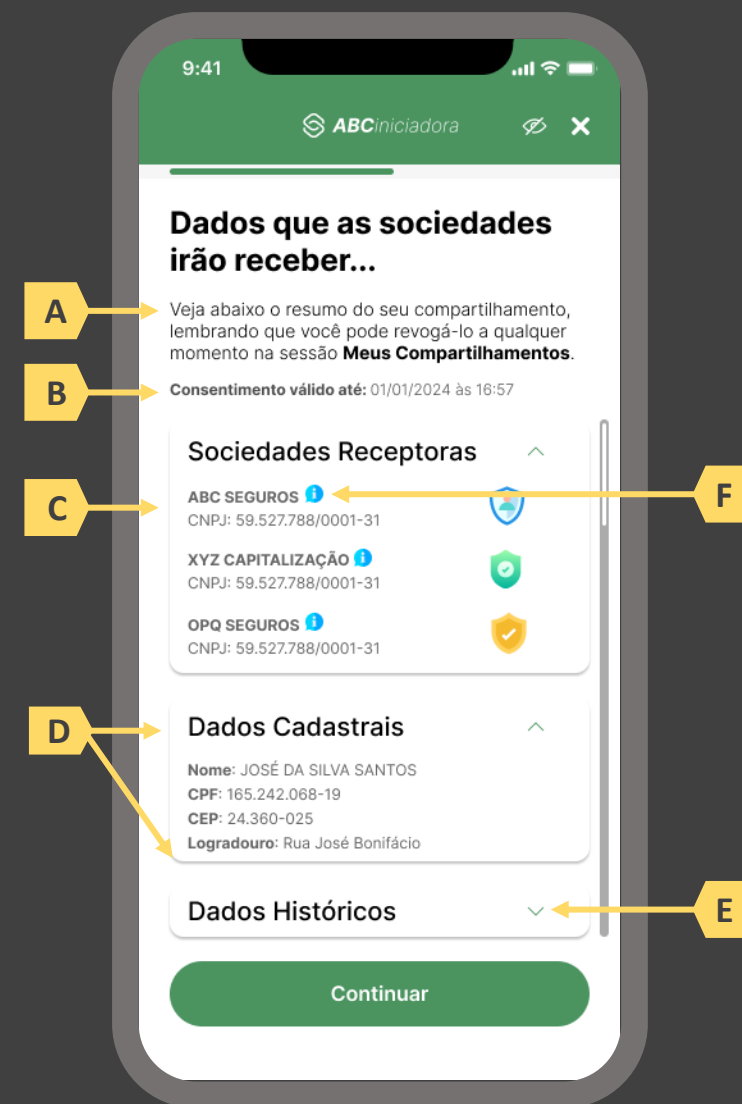 9:41
ABCiniciadora
Dados que as sociedades
irão receber...
A
Veja abaixo o resumo do seu compartilhamento,
lembrando que você pode revogá-lo a qualquer
momento na sessão Meus Compartilhamentos.
B
Consentimento válido até: 01/01/2024 às 16:57
Sociedades Receptoras
C
ABC SEGUROS i
F
CNPJ: 59.527.788/0001-31
XYZ CAPITALIZAÇÃO i
CNPJ: 59.527.788/0001-31
OPQ SEGUROS i
CNPJ: 59.527.788/0001-31
D
Dados Cadastrais
Nome: JOSÉ DA SILVA SANTOS
CPF: 165.242.068-19
CEP: 24.360-025
Logradouro: Rua José Bonifácio
Dados Históricos
E
Continuar